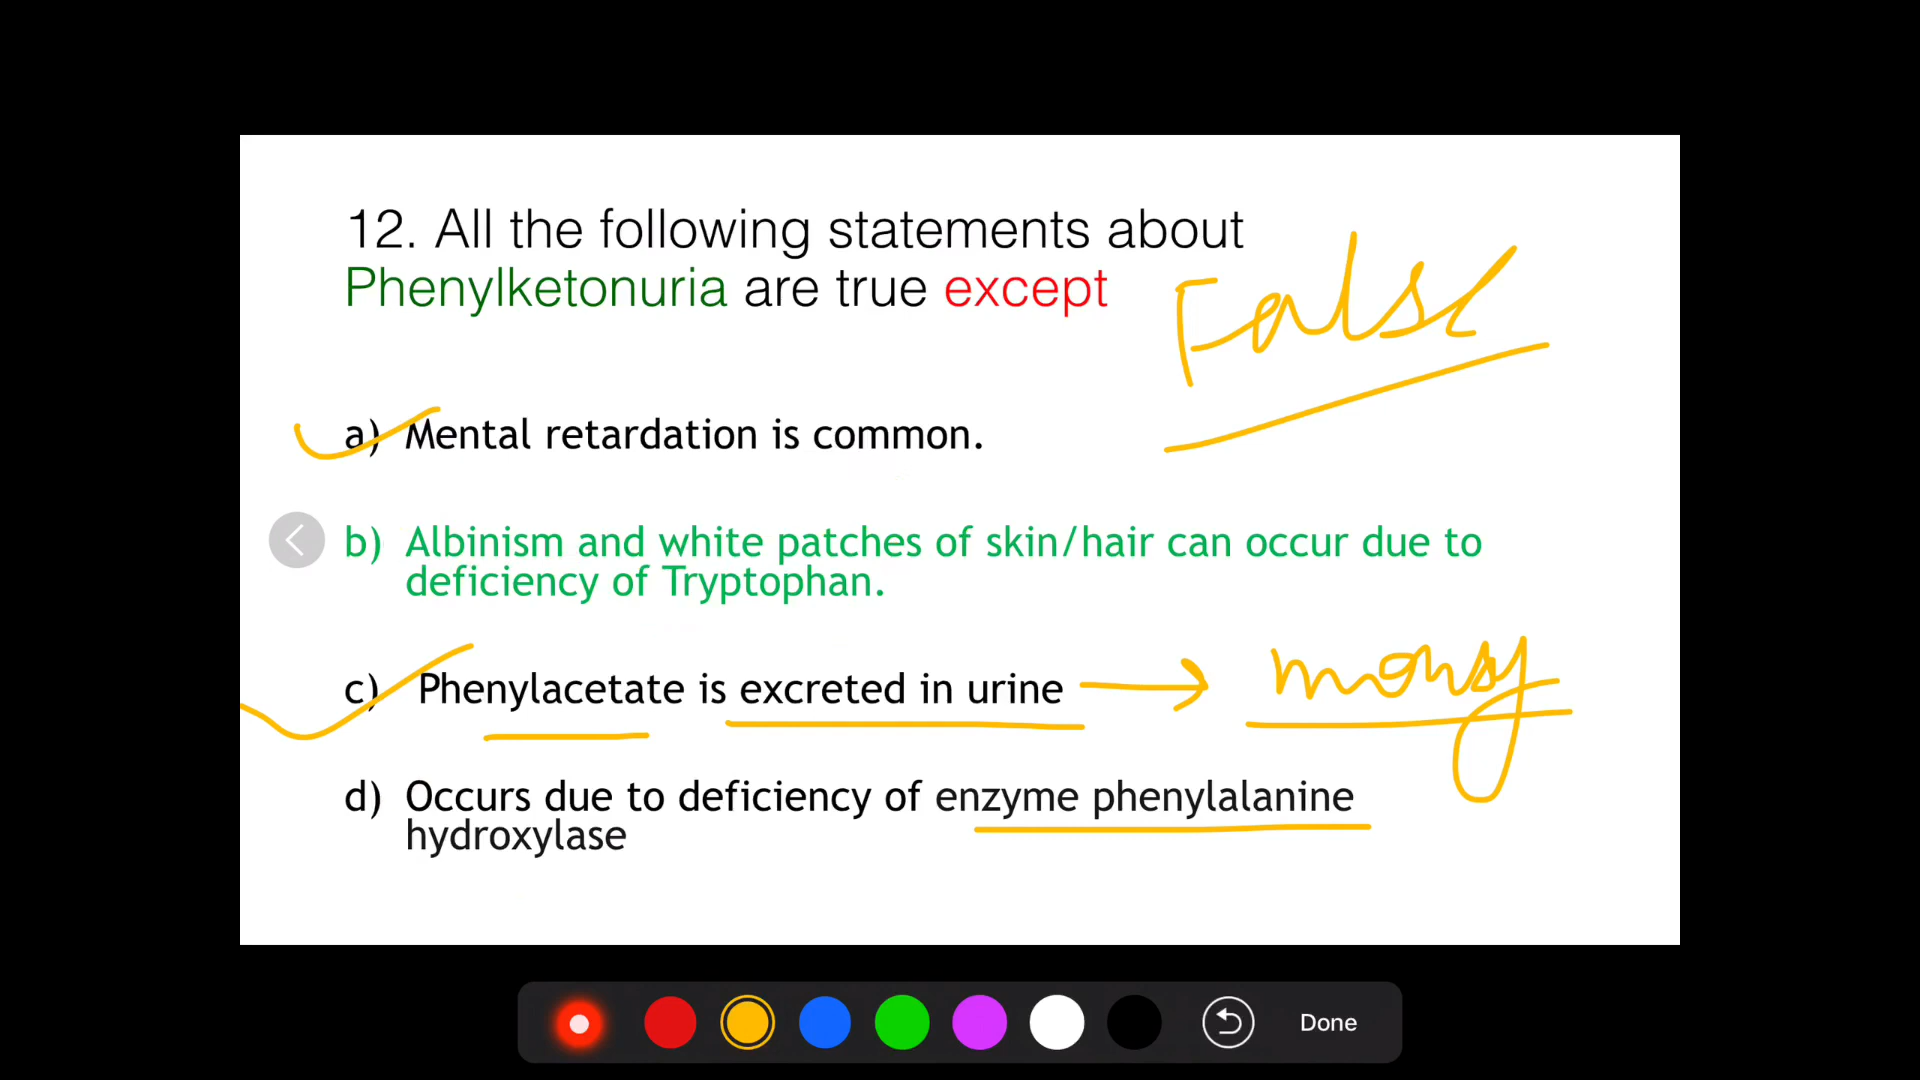 12. All the following statements about
Phenylketonuria are true except
False
a) Mental retardation is common.
b) Albinism and white patches of skin/hair can occur due to
deficiency of Tryptophan.
c) Phenylacetate is excreted in urine
d) Occurs due to deficiency of enzyme phenylalanine
hydroxylase
Done